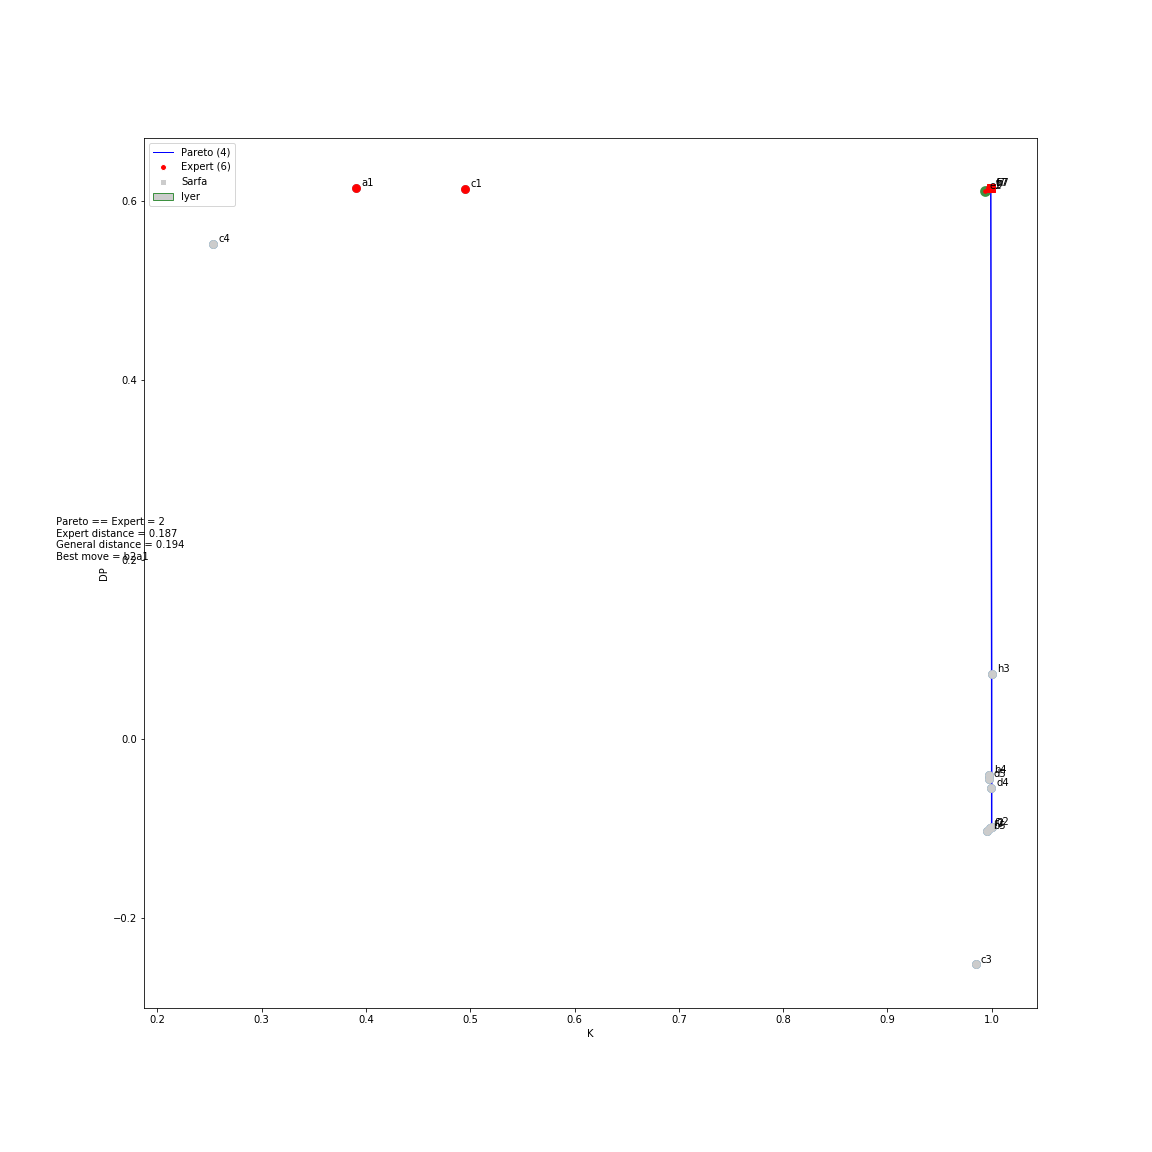 Pareto (4)
Expert (6)
Sarfa
Iyer
a1
c1
c4
0.6
0.4
Pareto == Expert = 2
Expert distance = 0.187
General distance = 0.194
Best move = b2a1
0.2
DP
h3
0.0
d4
−0.2
c3
0.2 0.3 0.4 0.5 0.6 0.7 0.8 0.9 1.0
K